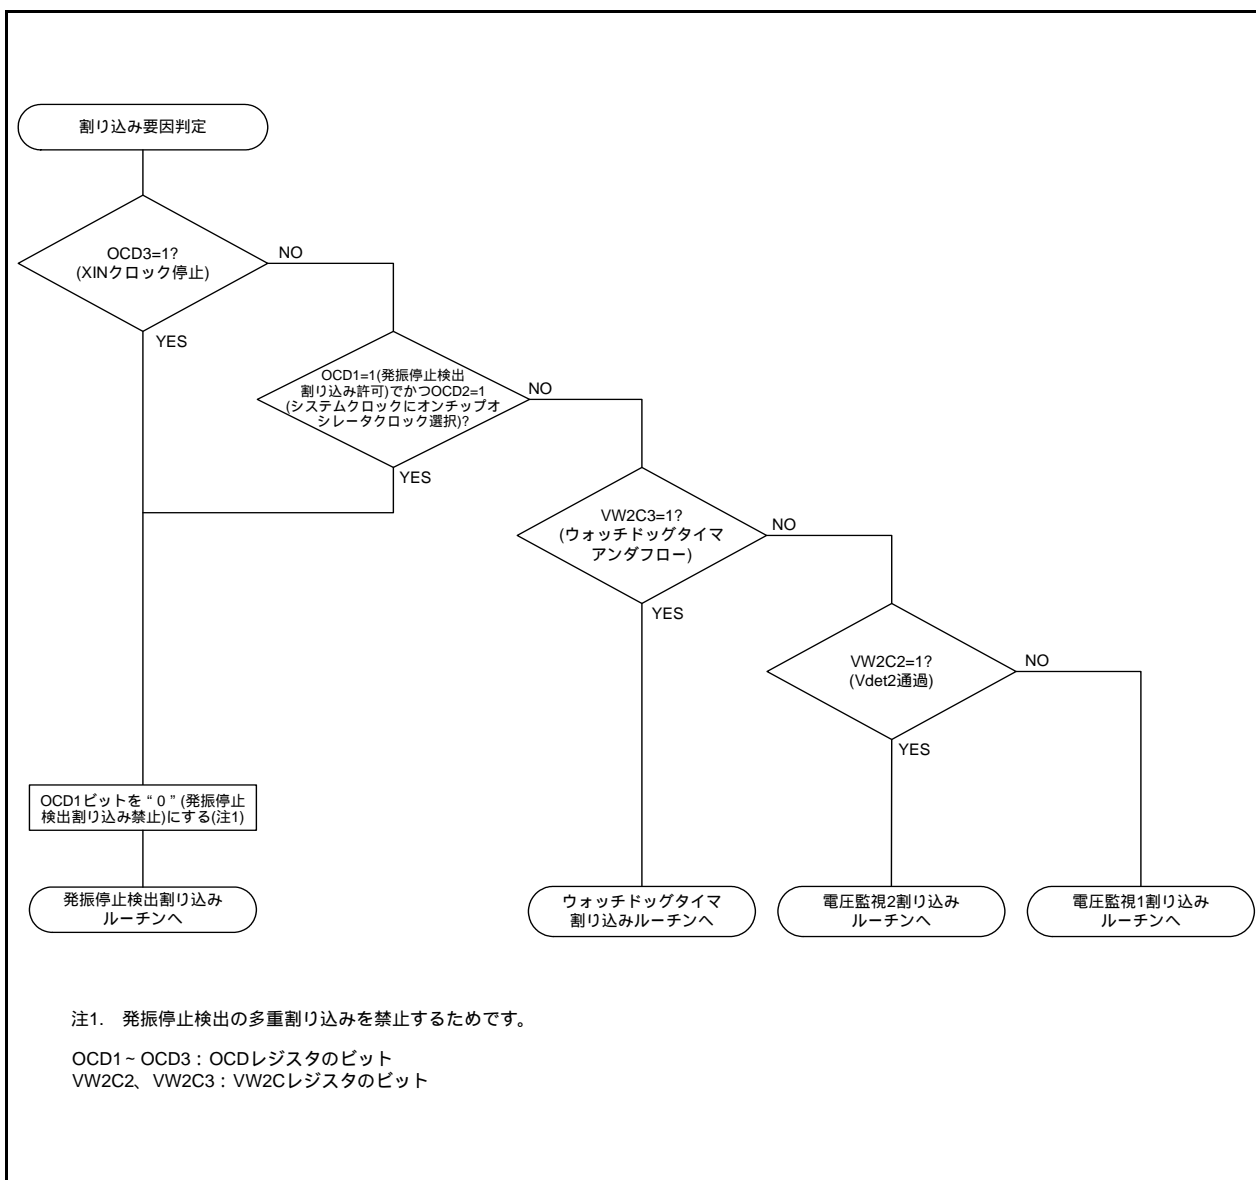 割り込み要因判定
OCD3=1?
(XINクロック停止)
NO
YES
OCD1=1(発振停止検出
割り込み許可)でかつOCD2=1
(システムクロックにオンチップオ
シレータクロック選択)?
NO
YES
VW2C3=1?
(ウォッチドッグタイマ
アンダフロー)
NO
YES
VW2C2=1?
(Vdet2通過)
NO
YES
OCD1ビットを“0”(発振停止
検出割り込み禁止)にする(注1)
発振停止検出割り込み
ルーチンへ
ウォッチドッグタイマ
割り込みルーチンへ
電圧監視2割り込み
ルーチンへ
電圧監視1割り込み
ルーチンへ
注1. 発振停止検出の多重割り込みを禁止するためです。
OCD1~OCD3:OCDレジスタのビット
VW2C2、VW2C3:VW2Cレジスタのビット